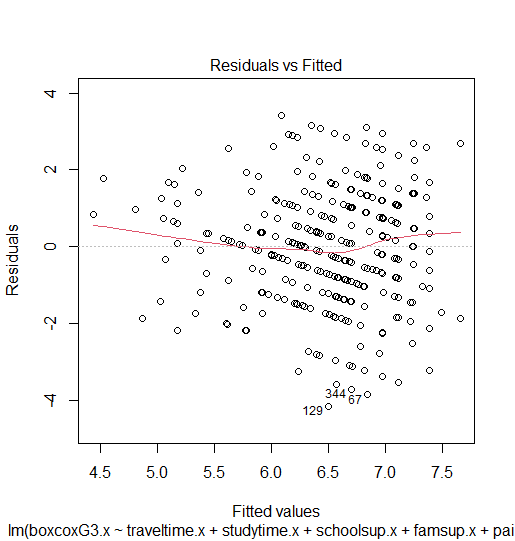 Residuals vs Fitted
4
2
0
-2
-4
Residuals
344
67
129
4.5 5.0 5.5 6.0 6.5 7.0 7.5
Fitted values
lm(boxcoxG3.x ~ traveltime.x + studytime.x + schoolsup.x + famsup.x + pai